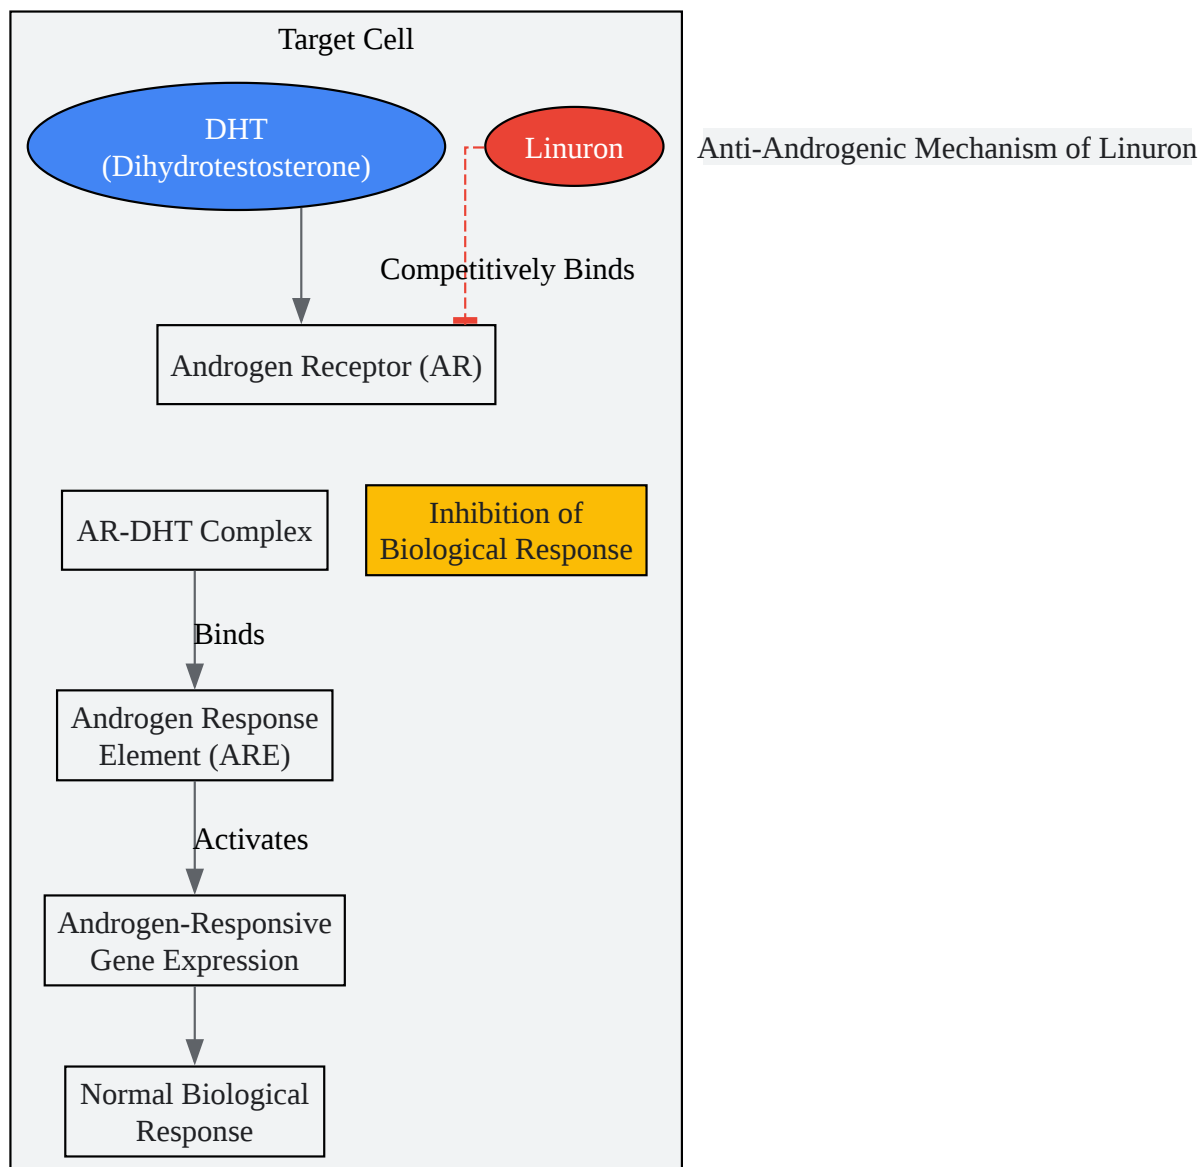 Target Cell
DHT
(Dihydrotestosterone)
Linuron
Anti-Androgenic Mechanism of Linuron
Competitively Binds
Androgen Receptor (AR)
AR-DHT Complex
Inhibition of
Biological Response
Binds
Androgen Response
Element (ARE)
Activates
Androgen-Responsive
Gene Expression
Normal Biological
Response